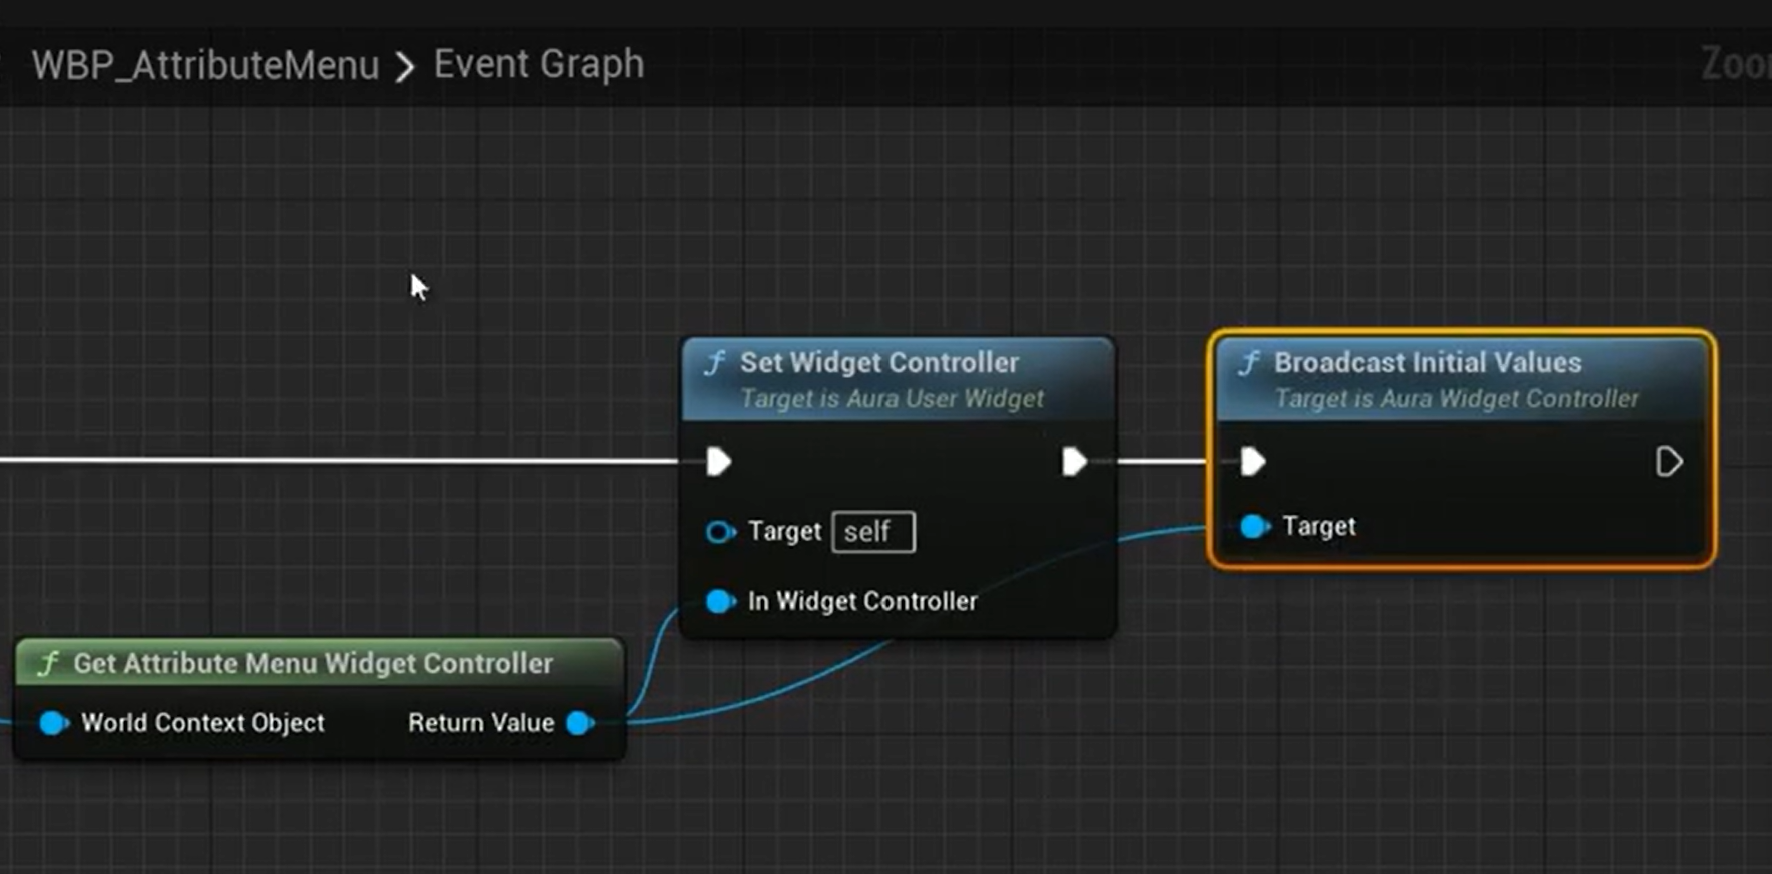 WBP_AttributeMenu > Event Graph
Set Widget Controller
Target is Aura User Widget
Target self
In Widget Controller
Broadcast Initial Values
Target is Aura Widget Controller
Target
Get Attribute Menu Widget Controller
World Context Object Return Value